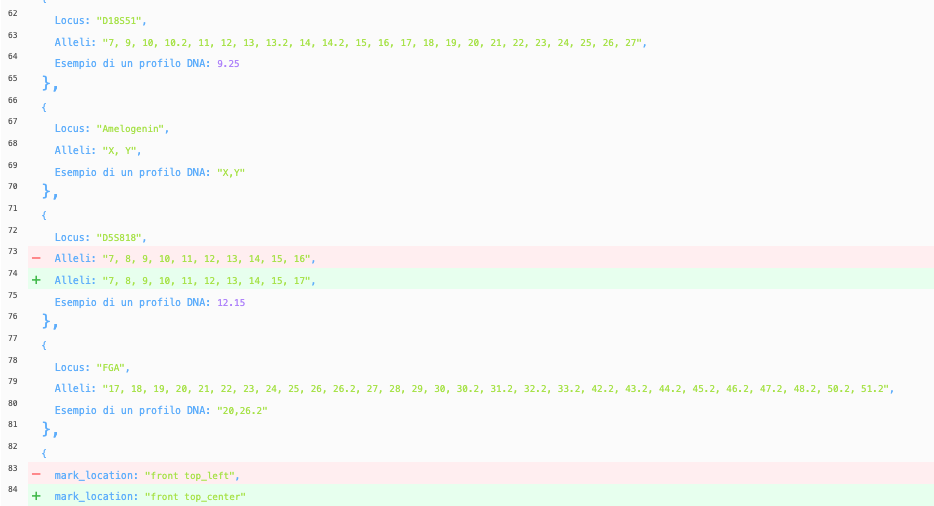 {
62 Locus: "D18S51",
63 Alleli: "7, 9, 10, 10.2, 11, 12, 13, 13.2, 14, 14.2, 15, 16, 17, 18, 19, 20, 21, 22, 23, 24, 25, 26, 27",
64 Esempio di un profilo DNA: 9.25
65 },
66 {
67 Locus: "Amelogenin",
68 Alleli: "X, Y",
69 Esempio di un profilo DNA: "X,Y"
70 },
71 {
72 Locus: "D5S818",
73 − Alleli: "7, 8, 9, 10, 11, 12, 13, 14, 15, 16",
74 + Alleli: "7, 8, 9, 10, 11, 12, 13, 14, 15, 17",
75 Esempio di un profilo DNA: 12.15
76 },
77 {
78 Locus: "FGA",
79 Alleli: "17, 18, 19, 20, 21, 22, 23, 24, 25, 26, 26.2, 27, 28, 29, 30, 30.2, 31.2, 32.2, 33.2, 42.2, 43.2, 44.2, 45.2, 46.2, 47.2, 48.2, 50.2, 51.2",
80 Esempio di un profilo DNA: "20,26.2"
81 },
82 {
83 − mark_location: "front top_left",
84 + mark_location: "front top_center"